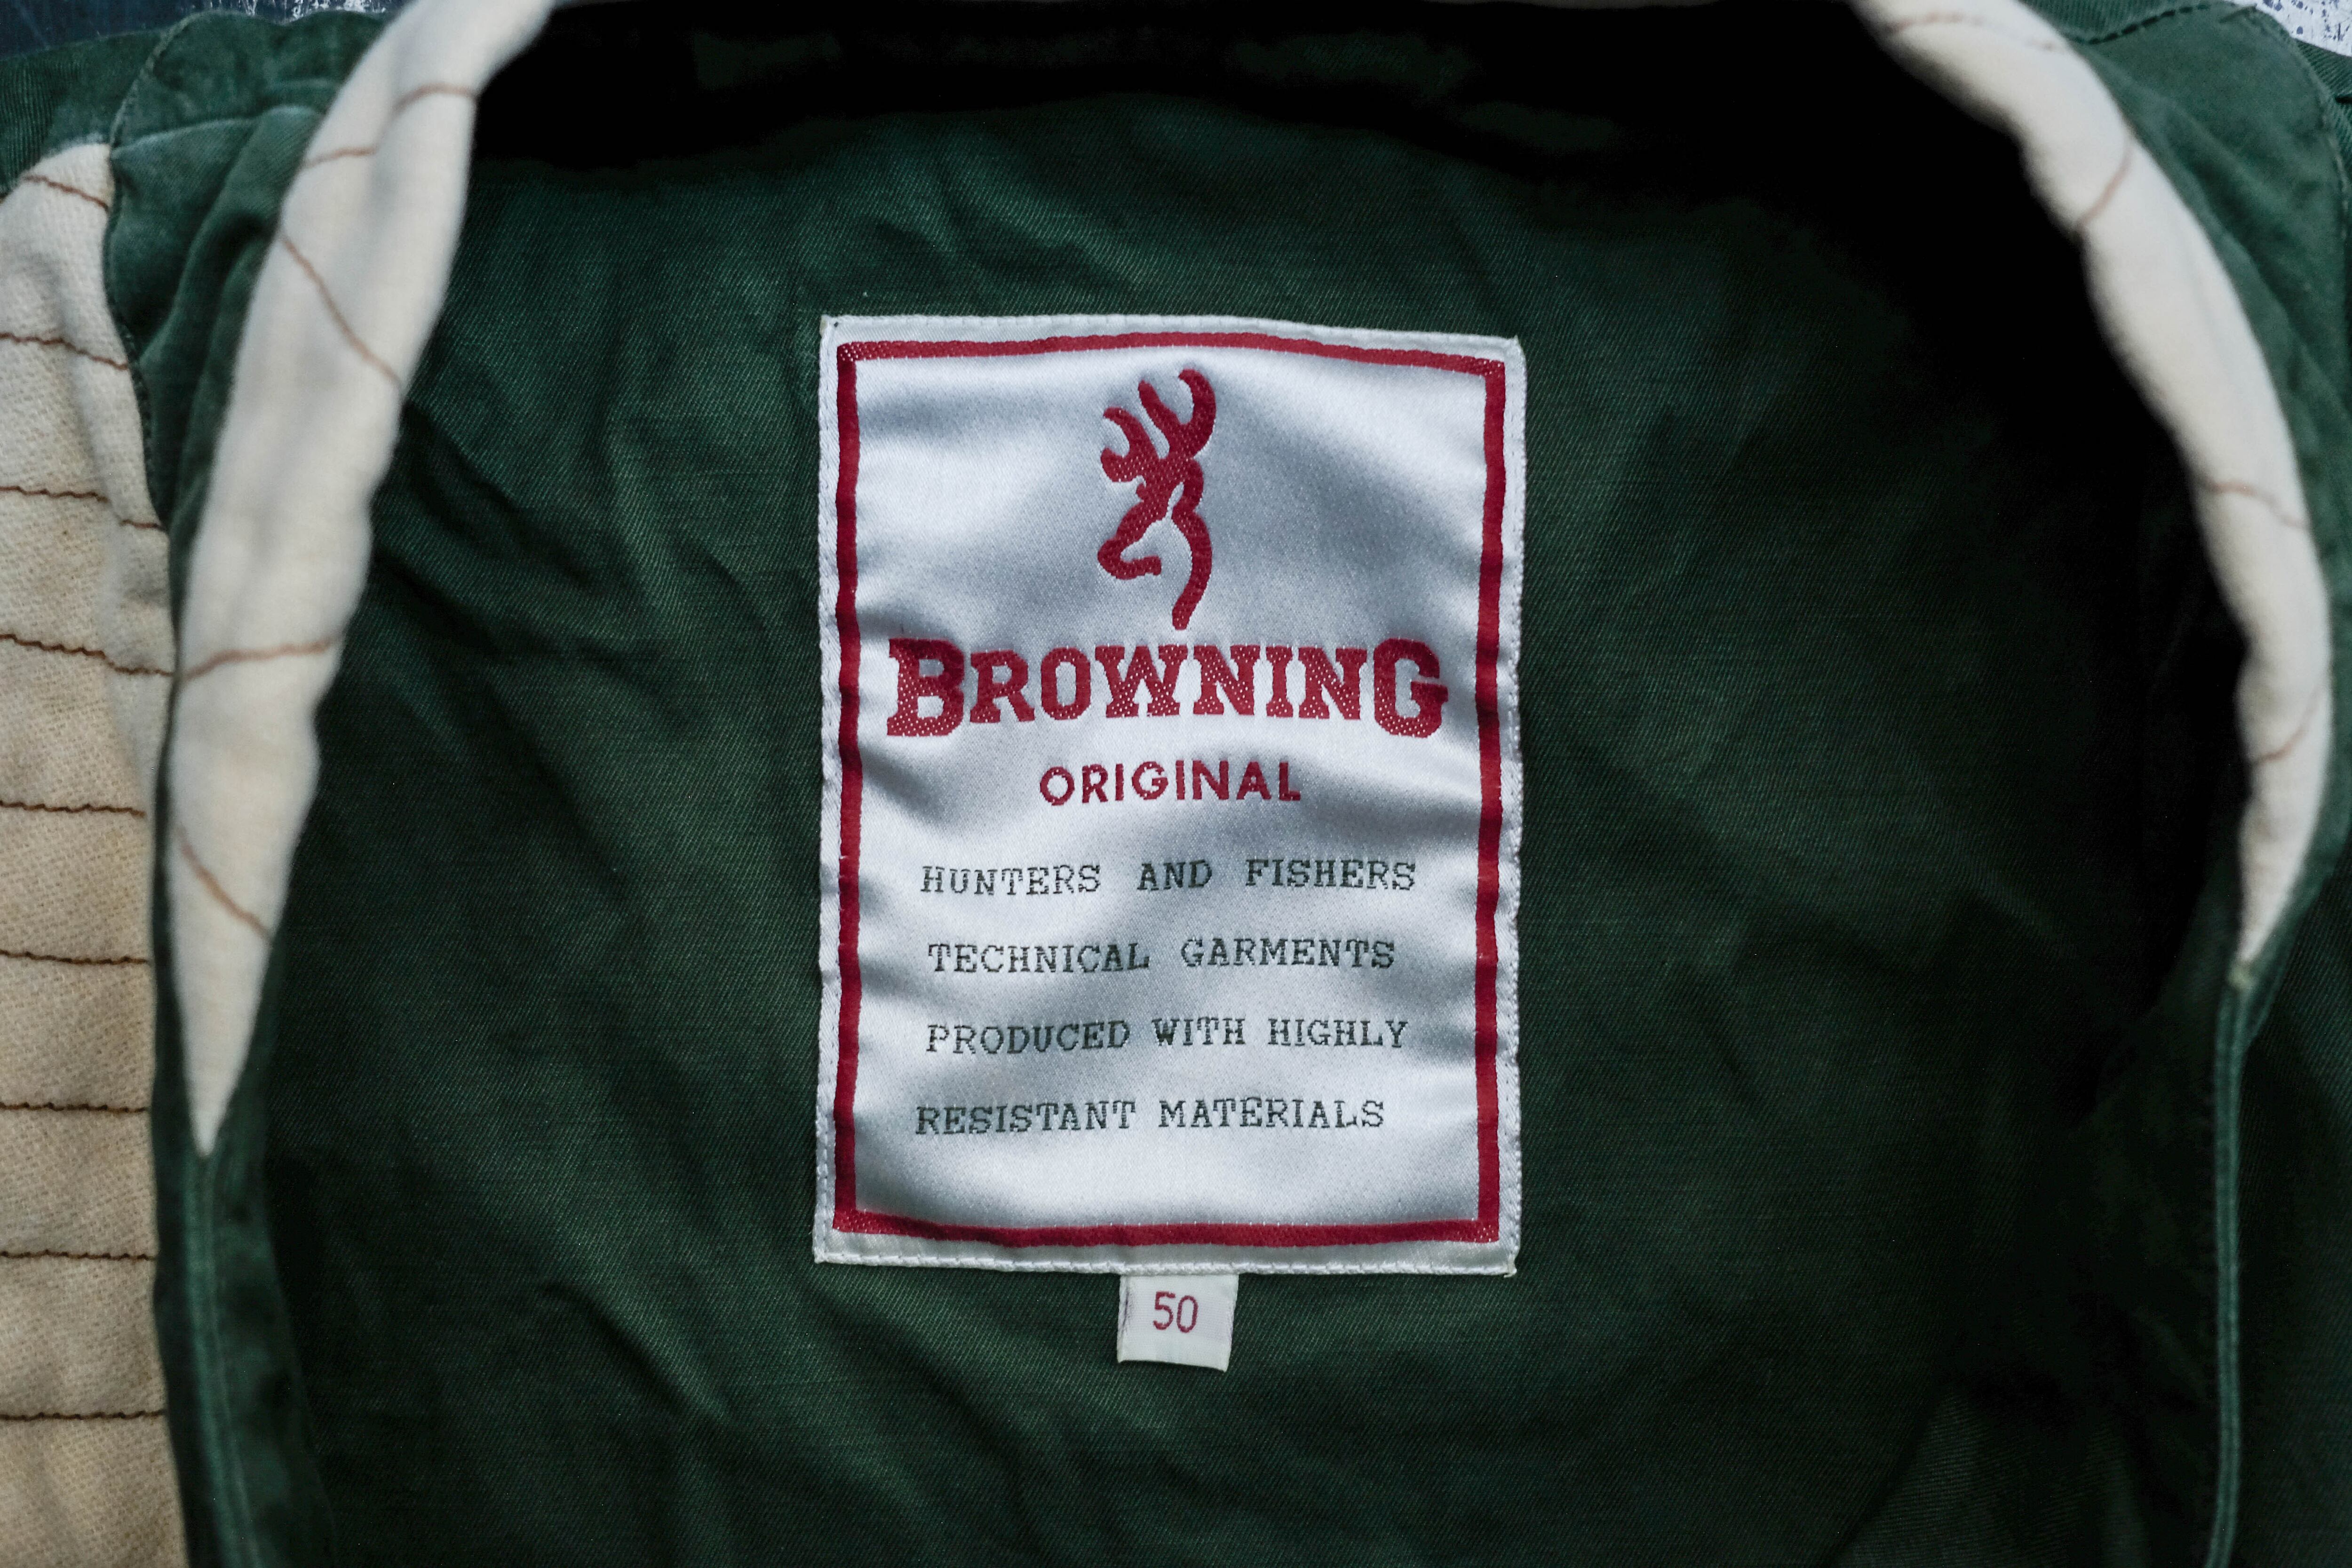 BROWNING
ORIGINAL
HUNTERS AND FISHERS
TECHNICAL GARMENTS
PRODUCED WITH HIGHLY
RESISTANT MATERIALS
50